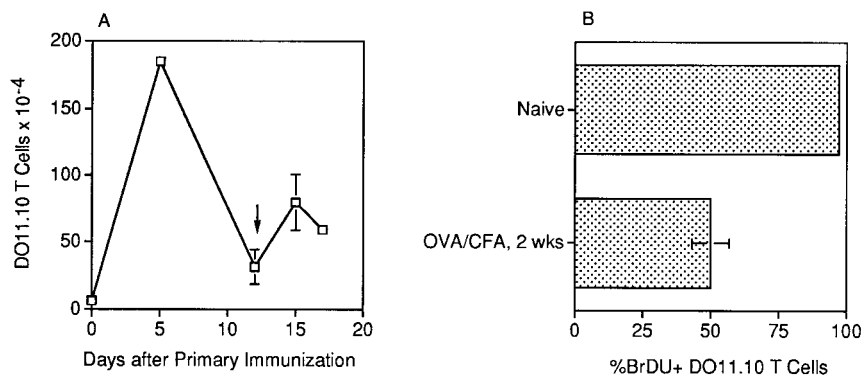 A
200
150
100
50
0
DO11.10 T Cells x 10-4
0 5 10 15 20
Days after Primary Immunization
B
Naive
OVA/CFA, 2 wks
0 25 50 75 100
%BrDU+ DO11.10 T Cells